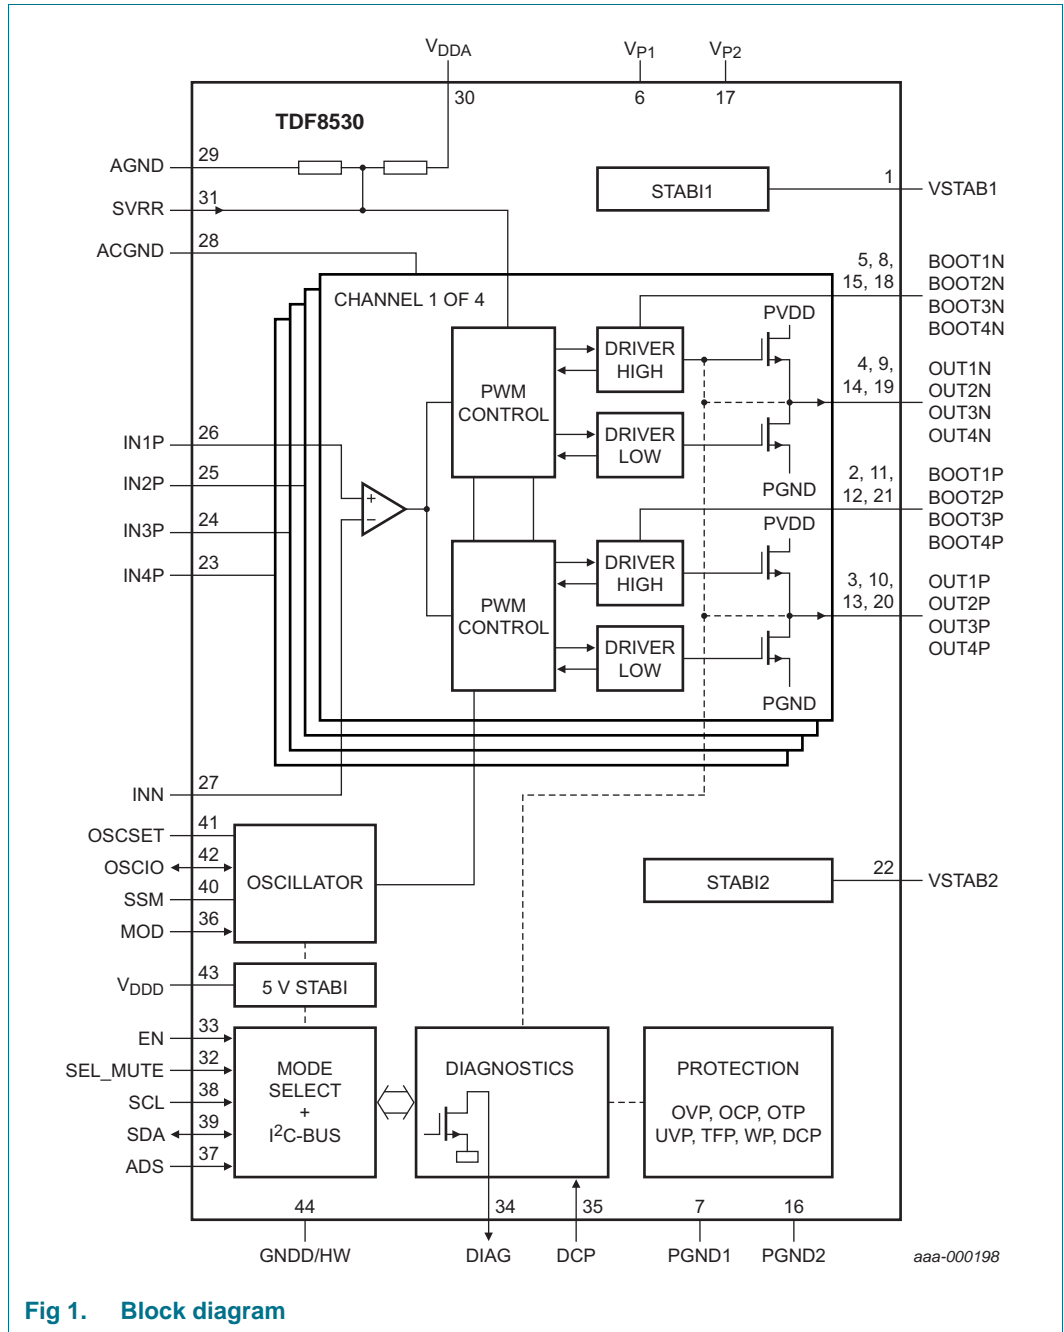 VDDA
VP1
VP2
30
6
17
TDF8530
AGND
29
SVRR
31
ACGND
28
STABI1
1
VSTAB1
CHANNEL 1 OF 4
5, 8,
15, 18
BOOT1N
BOOT2N
BOOT3N
BOOT4N
PWM
CONTROL
DRIVER
HIGH
DRIVER
LOW
PVDD
PGND
4, 9,
14, 19
OUT1N
OUT2N
OUT3N
OUT4N
IN1P
26
IN2P
25
IN3P
24
IN4P
23
+
−
2, 11,
12, 21
BOOT1P
BOOT2P
BOOT3P
BOOT4P
PWM
CONTROL
DRIVER
HIGH
DRIVER
LOW
PVDD
PGND
3, 10,
13, 20
OUT1P
OUT2P
OUT3P
OUT4P
INN
27
OSCSET
41
OSCIO
42
SSM
40
MOD
36
OSCILLATOR
STABI2
22
VSTAB2
VDDD
43
5 V STABI
EN
33
SEL_MUTE
32
SCL
38
SDA
39
ADS
37
MODE
SELECT
+
I²C-BUS
DIAGNOSTICS
PROTECTION
OVP, OCP, OTP
UVP, TFP, WP, DCP
44
34
35
7
16
GNDD/HW
DIAG
DCP
PGND1
PGND2
aaa-000198
Fig 1. Block diagram